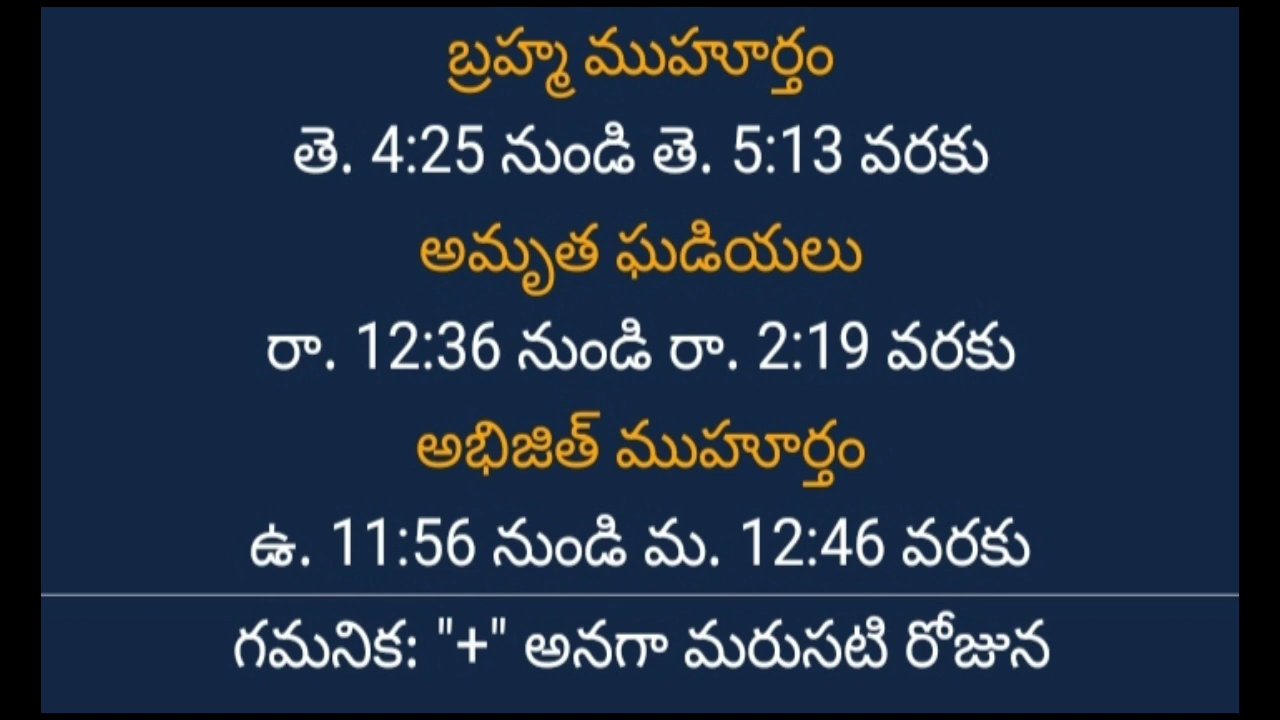 బ్రహ్మ ముహూర్తం
తె. 4:25 నుండి తె. 5:13 వరకు
అమృత ఘడియలు
రా. 12:36 నుండి రా. 2:19 వరకు
అభిజిత్ ముహూర్తం
ఉ. 11:56 నుండి మ. 12:46 వరకు
గమనిక: "+" అనగా మరుసటి రోజున